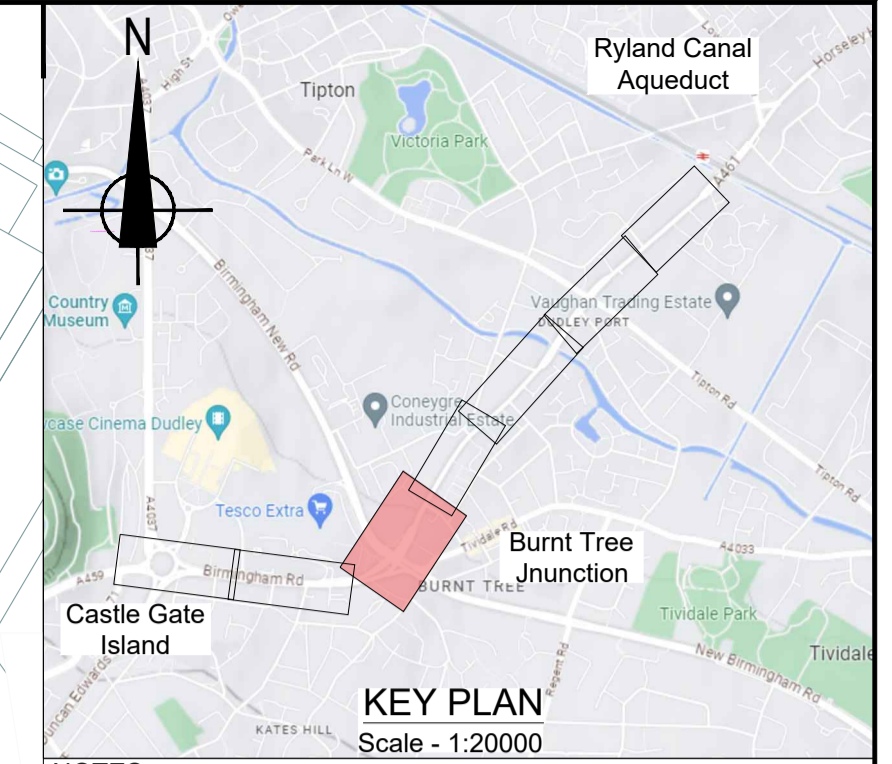 N
Ryland Canal
Aqueduct
Horseley H
A461
High St
A4037
Tipton
Victoria Park
Park Ln W
37
Birmingham New Rd
Country
Museum
Vaughan Trading Estate
DUDLEY PORT
Tipton Rd
Coneygre
Industrial Estate
case Cinema Dudley
Tipton Rd
A4037
Tesco Extra
Tividale Rd
Burnt Tree
Jnunction
A4033
A459
Birmingham Rd
BURNT TREE
Castle Gate
Island
Tividale Park
Tividale
New Birmingham Rd
Duncan Edwards
Regent Rd
KEY PLAN
KATES HILL
Scale - 1:20000
NOTES